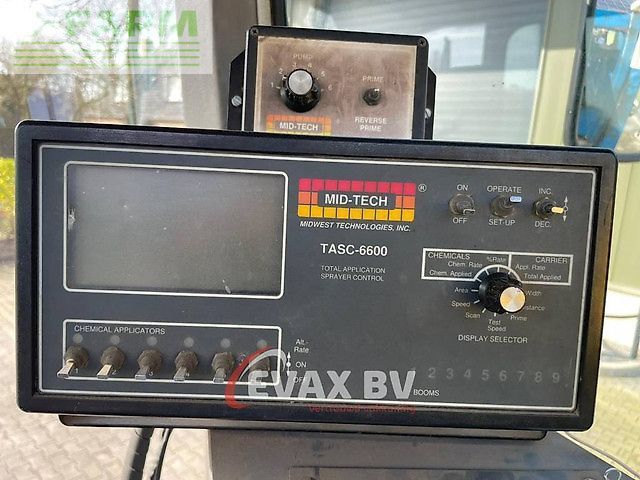 FARM
PUMP
1 2 3 4 5 6
PRIME
MID-TECH
REVERSE
PRIME
MID-TECH ®
MIDWEST TECHNOLOGIES, INC.
TASC-6600
TOTAL APPLICATION
SPRAYER CONTROL
ON
OFF
OPERATE
SET-UP
INC.
DEC.
CHEMICALS
%Rate
CARRIER
Chem. Rate
Appl. Rate
Chem. Applied
Total Applied
Area
Width
Speed
Distance
Scan
Test
Speed
Prime
DISPLAY SELECTOR
CHEMICAL APPLICATORS
Alt.-
Rate
ON
OFF
2 3 4 5 6 7 8 9
BOOMS
EVAX BV